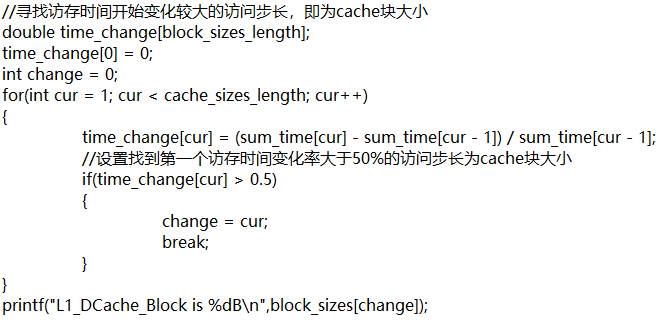 //寻找访存时间开始变化较大的访问步长，即为cache块大小
double time_change[block_sizes_length];
time_change[0] = 0;
int change = 0;
for(int cur = 1; cur < cache_sizes_length; cur++)
{
time_change[cur] = (sum_time[cur] - sum_time[cur - 1]) / sum_time[cur - 1];
//设置找到第一个访存时间变化率大于50%的访问步长为cache块大小
if(time_change[cur] > 0.5)
{
change = cur;
break;
}
}
printf("L1_DCache_Block is %dB\n",block_sizes[change]);